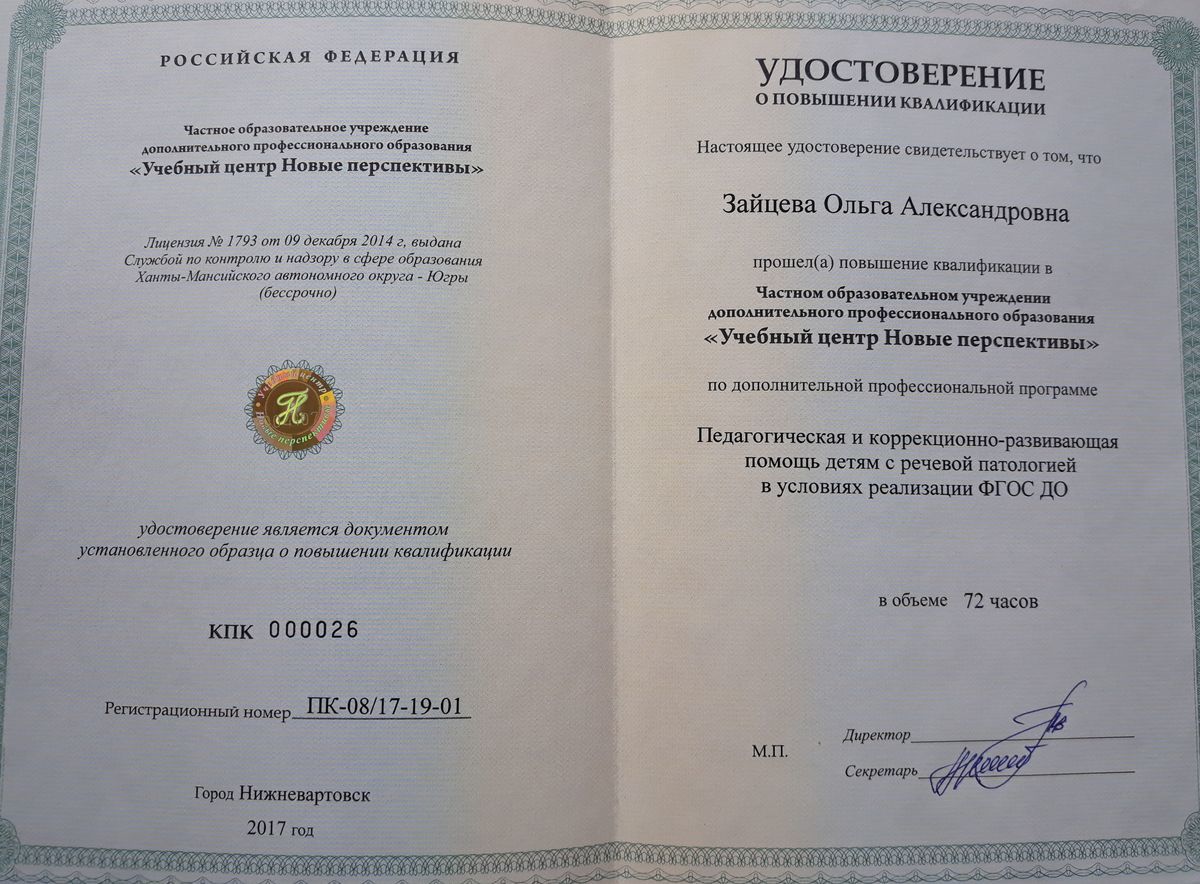 РОССИЙСКАЯ ФЕДЕРАЦИЯ
Частное образовательное учреждение
дополнительного профессионального образования
«Учебный центр Новые перспективы»
Лицензия № 1793 от 09 декабря 2014 г, выдана
Службой по контролю и надзору в сфере образования
Ханты-Мансийского автономного округа - Югры
(бессрочно)
Учебный центр
Новые перспективы
удостоверение является документом
установленного образца о повышении квалификации
КПК 000026
Регистрационный номер ПК-08/17-19-01
Город Нижневартовск
2017 год
УДОСТОВЕРЕНИЕ
О ПОВЫШЕНИИ КВАЛИФИКАЦИИ
Настоящее удостоверение свидетельствует о том, что
Зайцева Ольга Александровна
прошел(а) повышение квалификации в
Частном образовательном учреждении
дополнительного профессионального образования
«Учебный центр Новые перспективы»
по дополнительной профессиональной программе
Педагогическая и коррекционно-развивающая
помощь детям с речевой патологией
в условиях реализации ФГОС ДО
в объеме 72 часов
М.П.
Директор
Секретарь